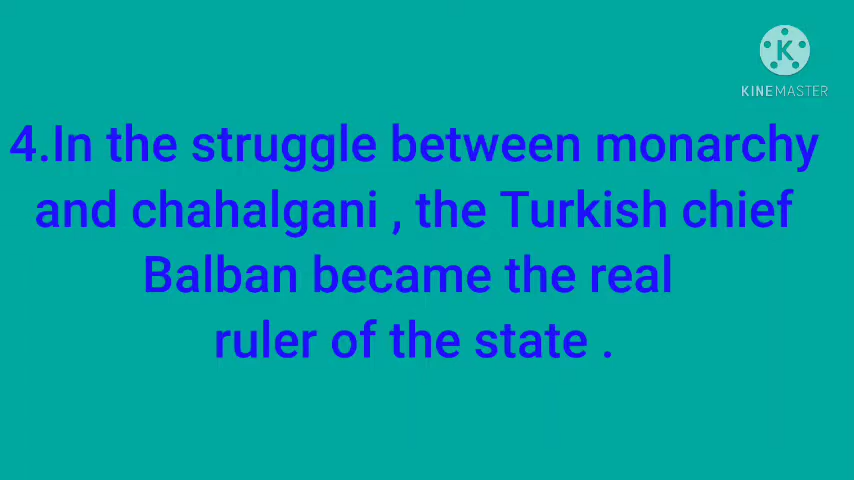 K
KINEMASTER
4.In the struggle between monarchy
and chahalgani , the Turkish chief
Balban became the real
ruler of the state .